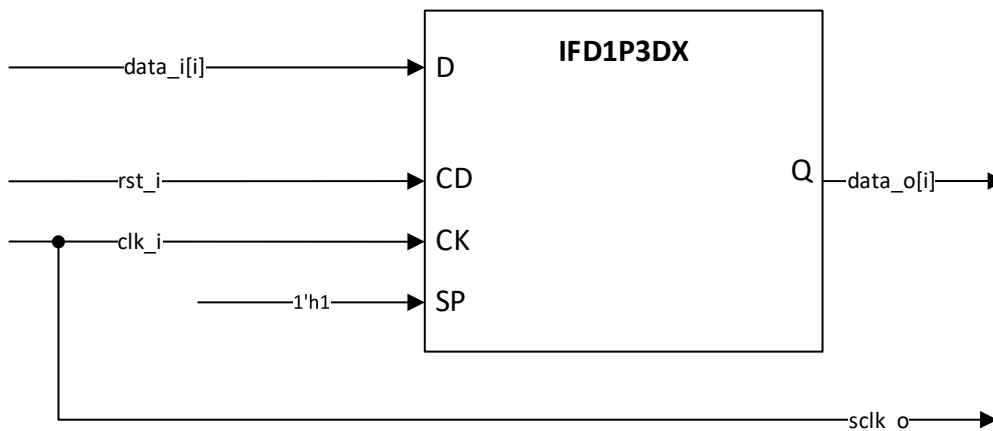 IFD1P3DX
data_i[i]
D
rst_i
CD
Q
data_o[i]
clk_i
CK
1'h1
SP
sclk_o